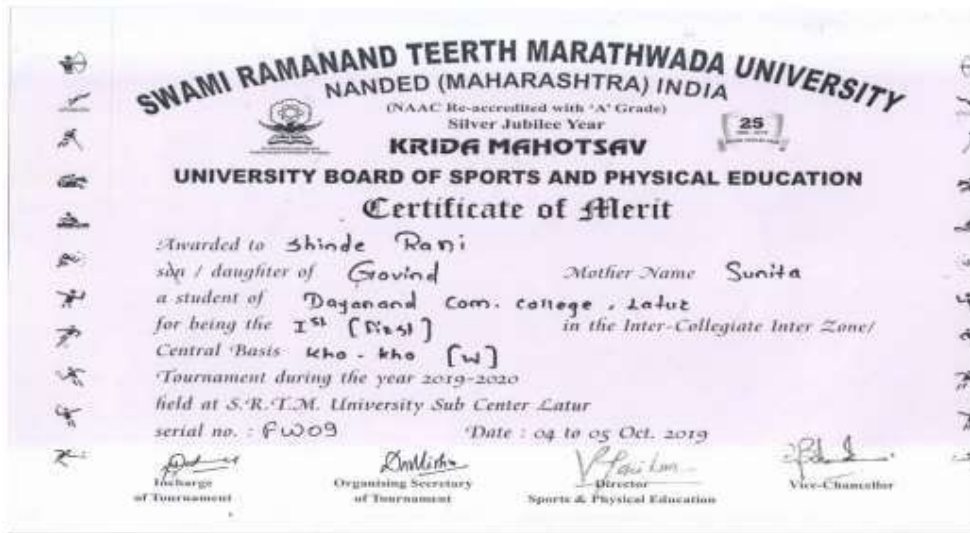 SWAMI RAMANAND TEERTH MARATHWADA UNIVERSITY
NANDED (MAHARASHTRA) INDIA
(NAAC Re-accredited with 'A' Grade)
Silver Jubilee Year
25
KRIDA MAHOTSAV
UNIVERSITY BOARD OF SPORTS AND PHYSICAL EDUCATION
Certificate of Merit
Awarded to Shinde Rani
son / daughter of Govind Mother Name Sunita
a student of Dayanand Com. college, Latur
for being the Ist [First] in the Inter-Collegiate Inter Zone/
Central Basis kho-kho [W]
Tournament during the year 2019-2020
held at S.R.T.M. University Sub Center Latur
serial no. : FW09 Date : 04 to 05 Oct. 2019
Incharge Organising Secretary Director Vice-Chancellor
of Tournament of Tournament Sports & Physical Education